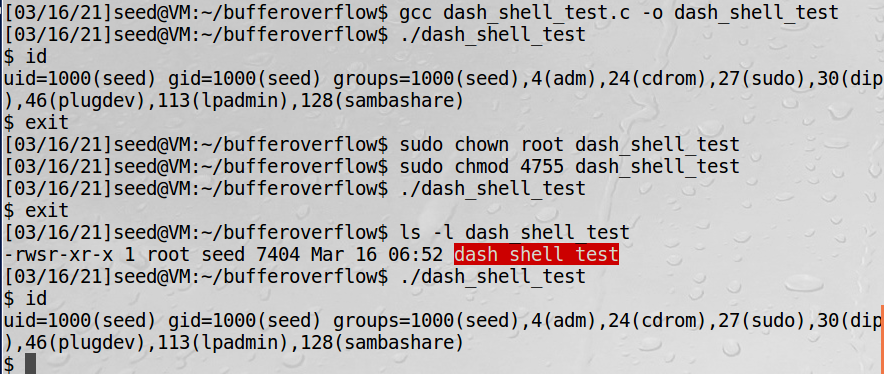 [03/16/21]seed@VM:~/bufferoverflow$ gcc dash_shell_test.c -o dash_shell_test
[03/16/21]seed@VM:~/bufferoverflow$ ./dash_shell_test
$ id
uid=1000(seed) gid=1000(seed) groups=1000(seed),4(adm),24(cdrom),27(sudo),30(dip
),46(plugdev),113(lpadmin),128(sambashare)
$ exit
[03/16/21]seed@VM:~/bufferoverflow$ sudo chown root dash_shell_test
[03/16/21]seed@VM:~/bufferoverflow$ sudo chmod 4755 dash_shell_test
[03/16/21]seed@VM:~/bufferoverflow$ ./dash_shell_test
$ exit
[03/16/21]seed@VM:~/bufferoverflow$ ls -l dash_shell_test
-rwsr-xr-x 1 root seed 7404 Mar 16 06:52 dash_shell_test
[03/16/21]seed@VM:~/bufferoverflow$ ./dash_shell_test
$ id
uid=1000(seed) gid=1000(seed) groups=1000(seed),4(adm),24(cdrom),27(sudo),30(dip
),46(plugdev),113(lpadmin),128(sambashare)
$